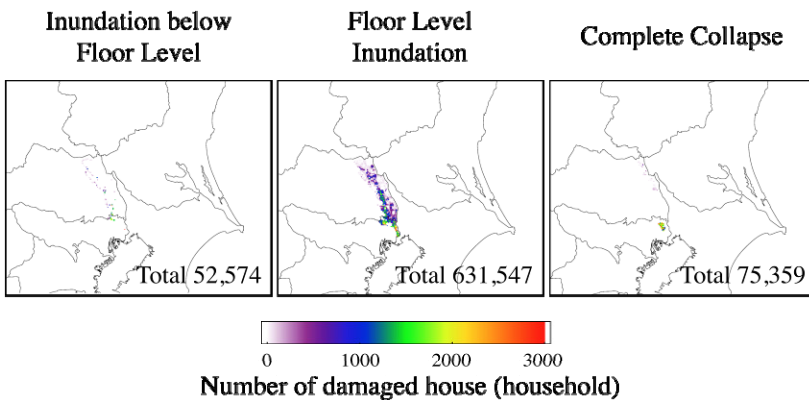 Inundation below
Floor Level
Floor Level
Inundation
Complete Collapse
Total 52,574
Total 631,547
Total 75,359
0
1000
2000
3000
Number of damaged house (household)